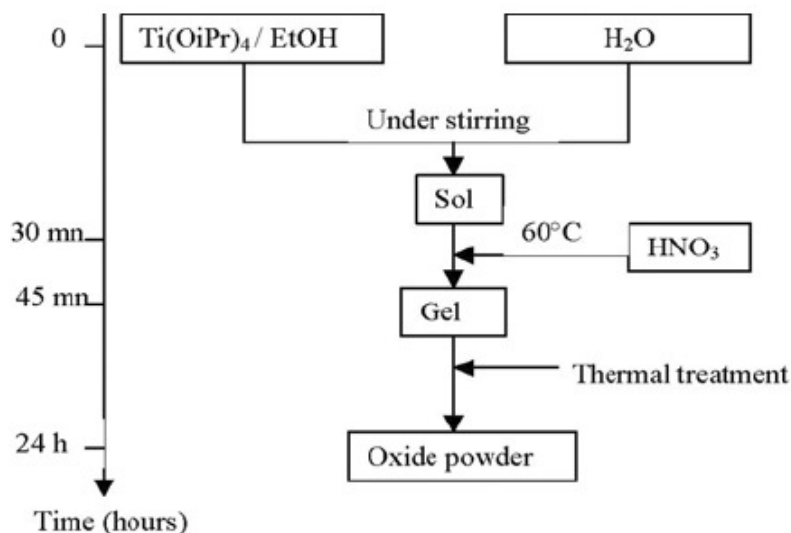 0
Ti(OiPr)₄ / EtOH
H₂O
Under stirring
Sol
30 mn
60°C
HNO₃
45 mn
Gel
Thermal treatment
24 h
Oxide powder
Time (hours)